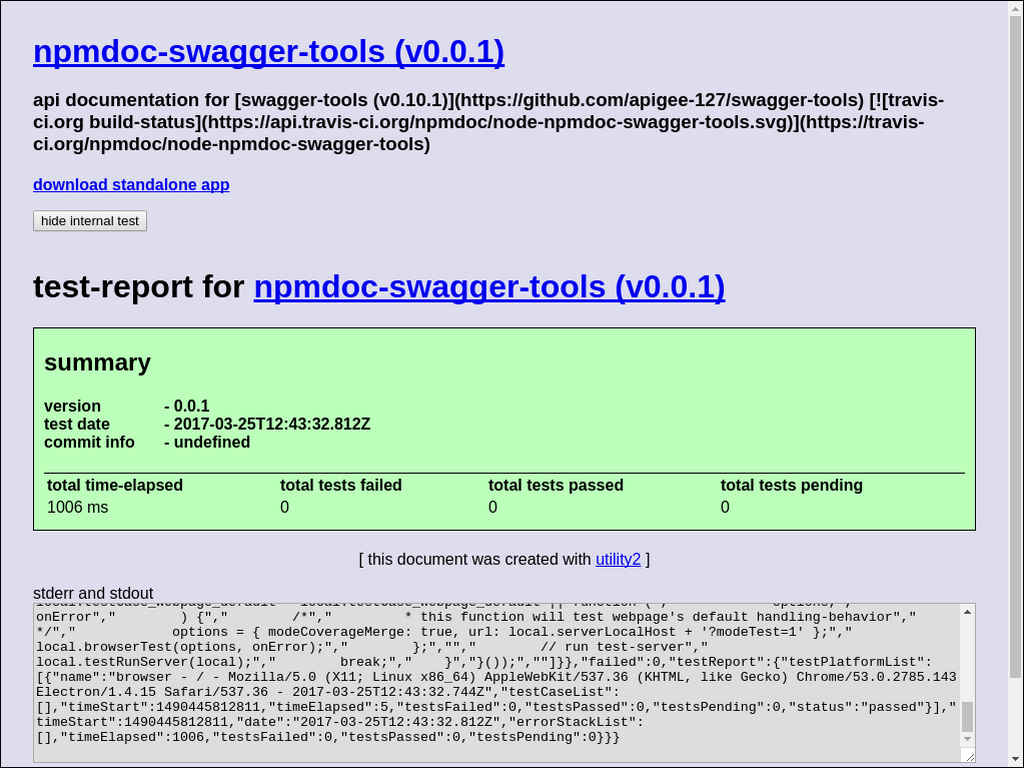 npmdoc-swagger-tools (v0.0.1)
api documentation for [swagger-tools (v0.10.1)](https://github.com/apigee-127/swagger-tools) [![travis-
ci.org build-status](https://api.travis-ci.org/npmdoc/node-npmdoc-swagger-tools.svg)](https://travis-
ci.org/npmdoc/node-npmdoc-swagger-tools)
download standalone app
hide internal test
test-report for npmdoc-swagger-tools (v0.0.1)
summary
version - 0.0.1
test date - 2017-03-25T12:43:32.812Z
commit info - undefined
total time-elapsed total tests failed total tests passed total tests pending
1006 ms 0 0 0
[ this document was created with utility2 ]
stderr and stdout
onError","        ) {","        /*","         * this function will test webpage's default handling-behavior","
*/","         options = { modeCoverageMerge: true, url: local.serverLocalHost + '?modeTest=1' };","
local.browserTest(options, onError);","        };","","        // run test-server","
local.testRunServer(local);","        break;","    }","}());",""]}},"failed":0,"testReport":{"testPlatformList":
[{"name":"browser - / - Mozilla/5.0 (X11; Linux x86_64) AppleWebKit/537.36 (KHTML, like Gecko) Chrome/53.0.2785.143
Electron/1.4.15 Safari/537.36 - 2017-03-25T12:43:32.744Z","testCaseList":
[],"timeStart":1490445812811,"timeElapsed":5,"testsFailed":0,"testsPassed":0,"testsPending":0,"status":"passed"}],"
timeStart":1490445812811,"date":"2017-03-25T12:43:32.812Z","errorStackList":
[],"timeElapsed":1006,"testsFailed":0,"testsPassed":0,"testsPending":0}}}